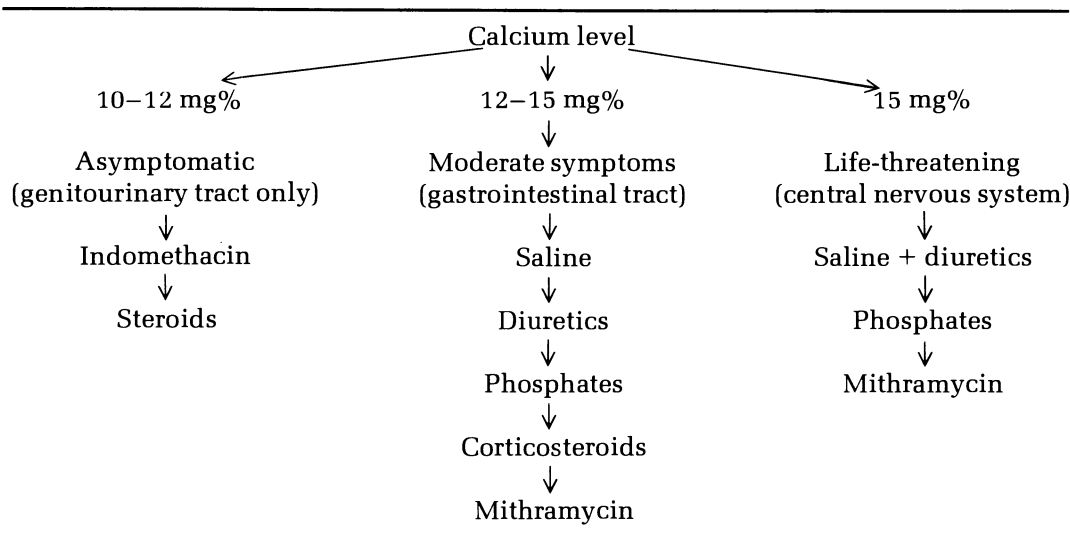 Calcium level
10–12 mg%
12–15 mg%
15 mg%
Asymptomatic
(genitourinary tract only)
Moderate symptoms
(gastrointestinal tract)
Life-threatening
(central nervous system)
Indomethacin
Saline
Saline + diuretics
Steroids
Diuretics
Phosphates
Phosphates
Mithramycin
Corticosteroids
Mithramycin